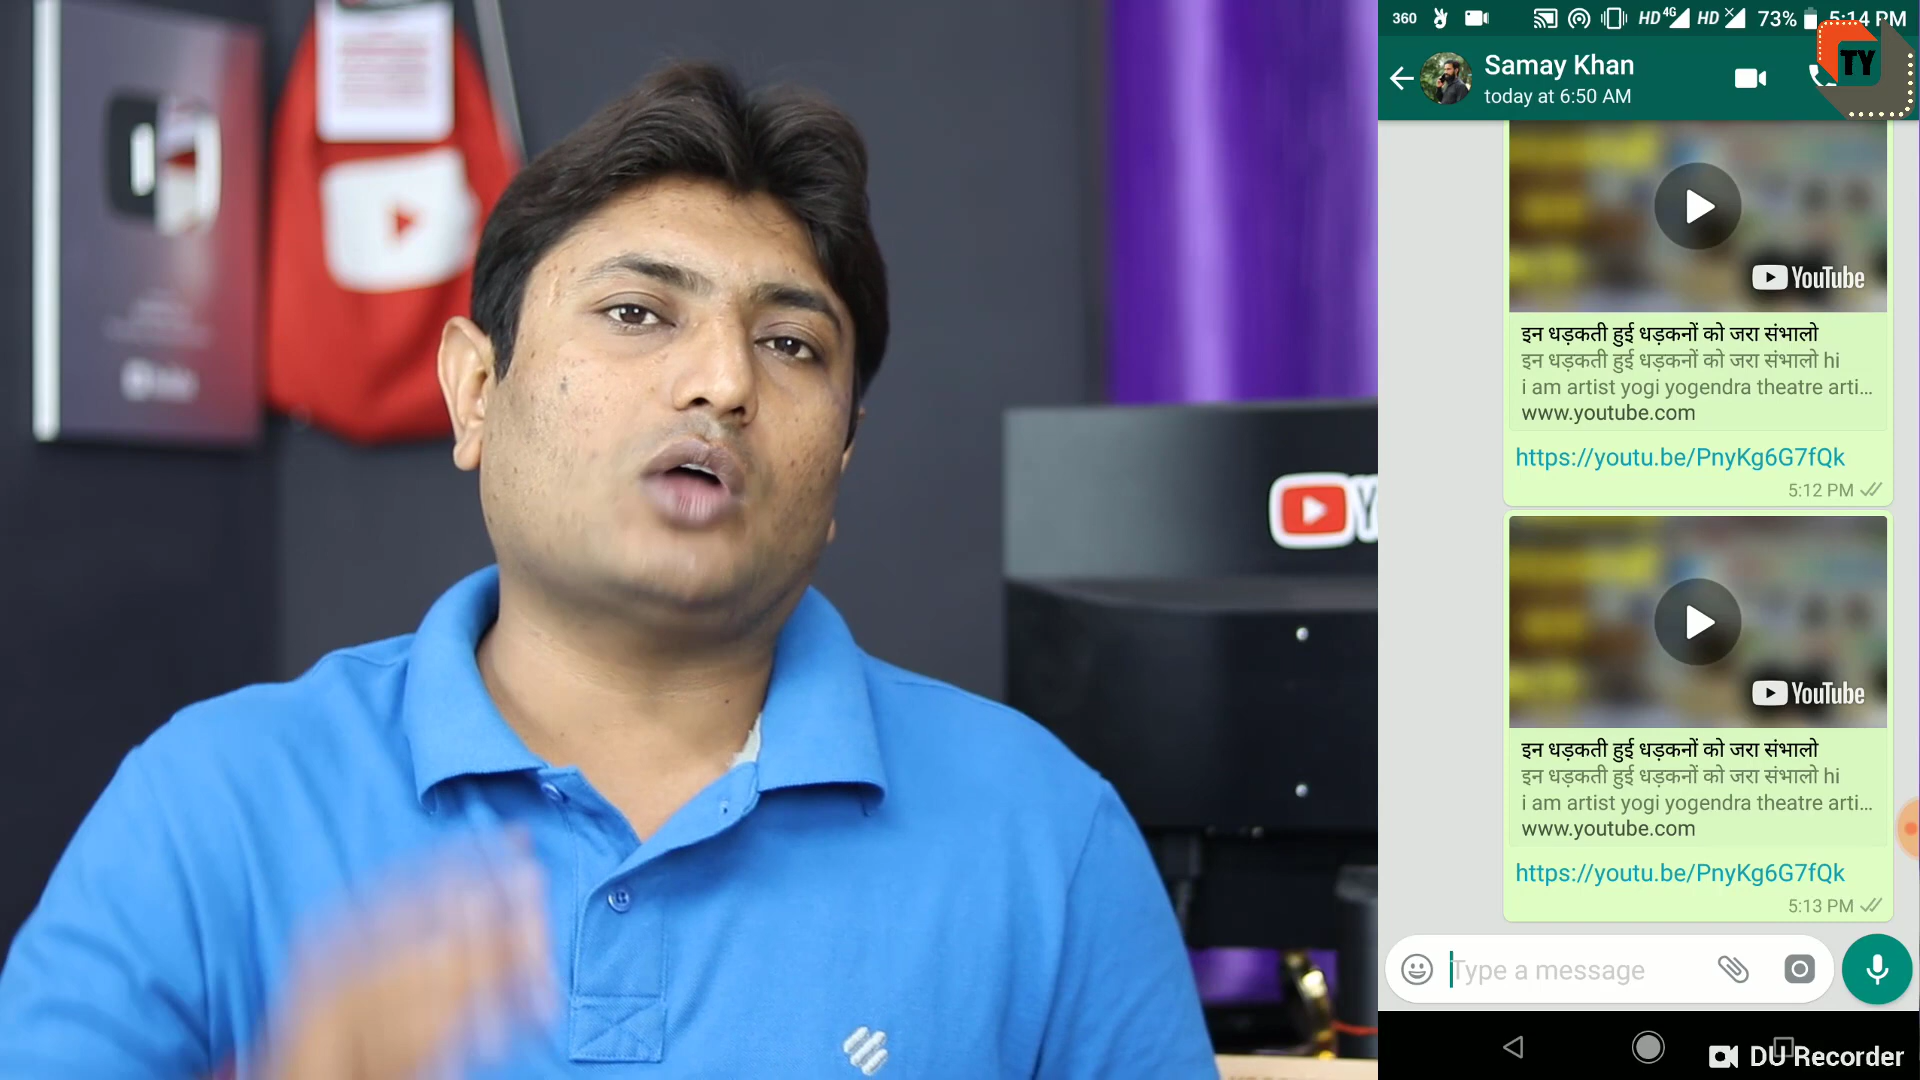 360
HD 4G HD 73% 5:14 PM
TY
Samay Khan
today at 6:50 AM
YouTube
इन धड़कती हुई धड़कनों को जरा संभालो
इन धड़कती हुई धड़कनों को जरा संभालो hi
i am artist yogi yogendra theatre arti...
www.youtube.com
https://youtu.be/PnyKg6G7fQk
5:12 PM
YouTube
इन धड़कती हुई धड़कनों को जरा संभालो
इन धड़कती हुई धड़कनों को जरा संभालो hi
i am artist yogi yogendra theatre arti...
www.youtube.com
https://youtu.be/PnyKg6G7fQk
5:13 PM
Type a message
DU Recorder